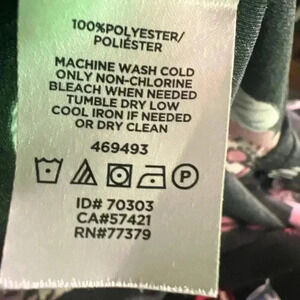 100%POLYESTER/
POLIÉSTER
MACHINE WASH COLD
ONLY NON-CHLORINE
BLEACH WHEN NEEDED
TUMBLE DRY LOW
COOL IRON IF NEEDED
OR DRY CLEAN
469493
P
ID# 70303
CA#57421
RN#77379